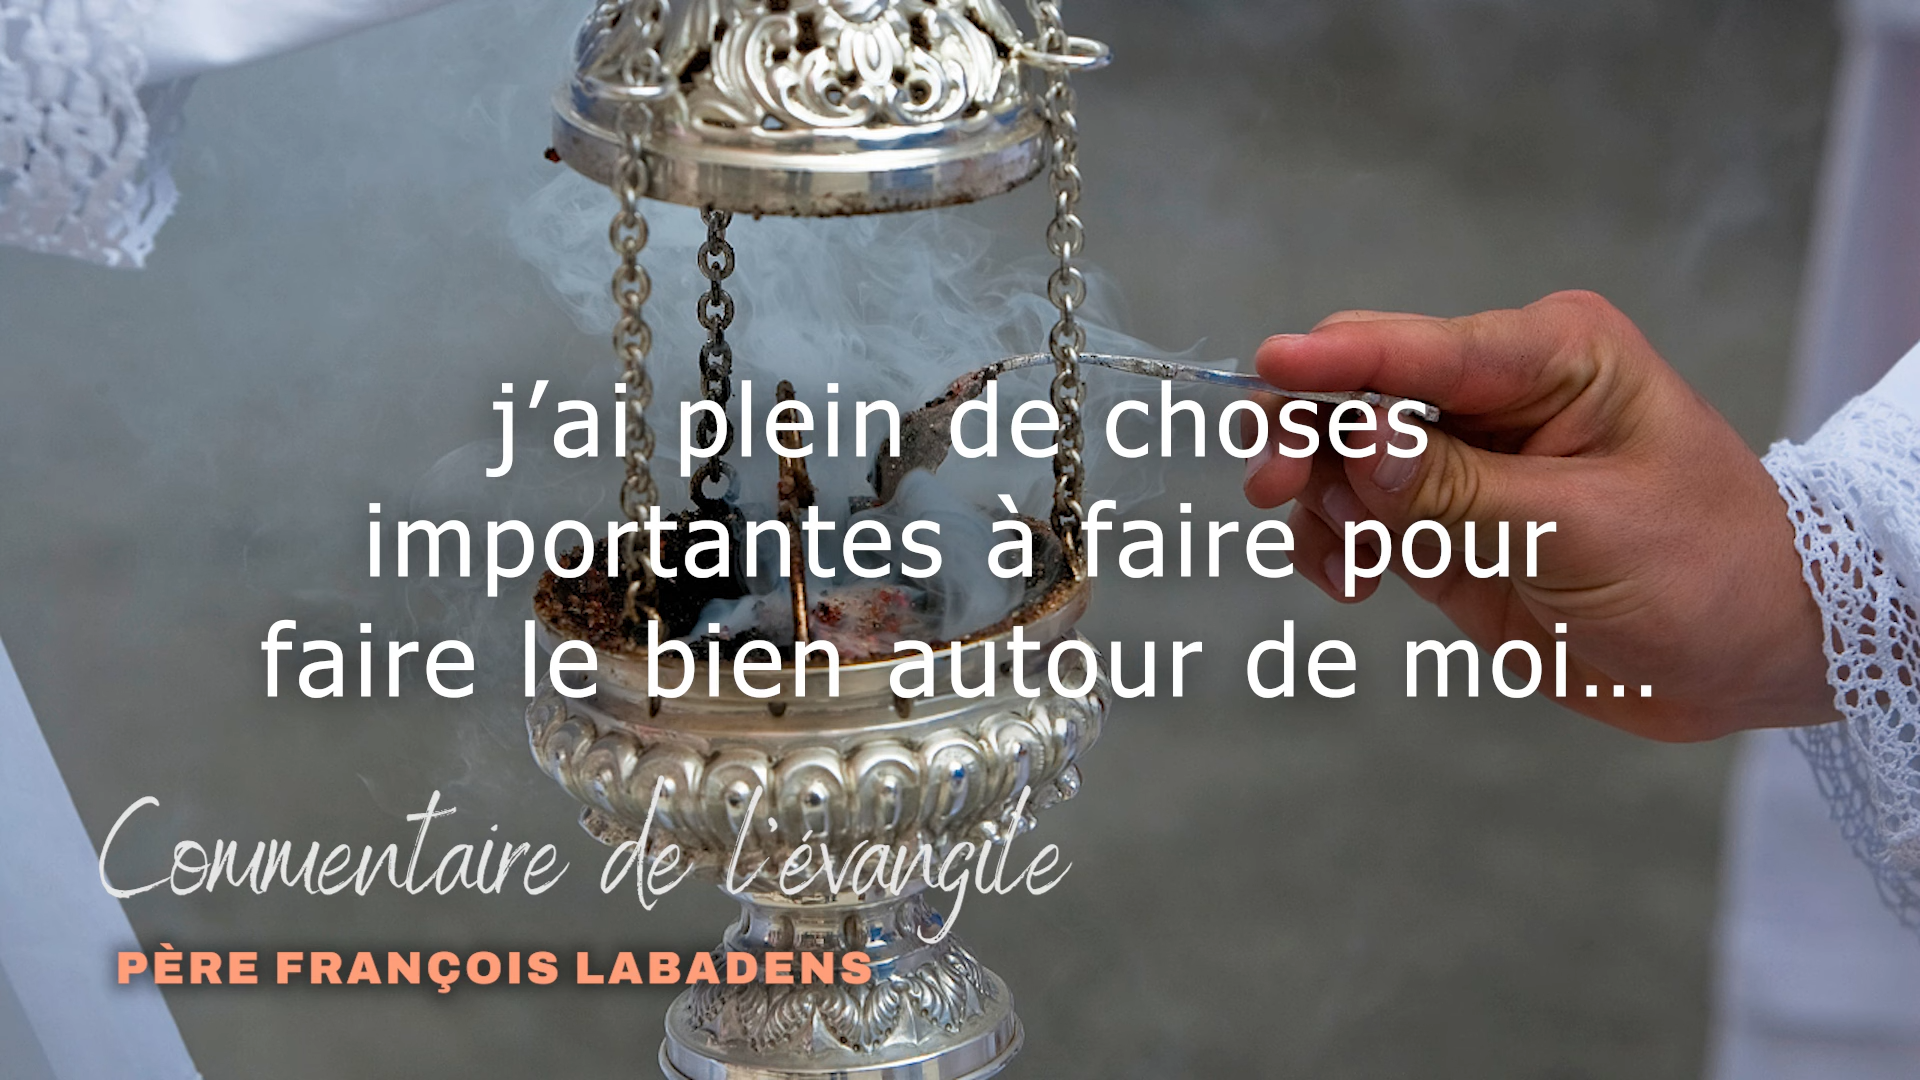 j’ai plein de choses
importantes à faire pour
faire le bien autour de moi…
Commentaire de l’évangile
PÈRE FRANÇOIS LABADENS